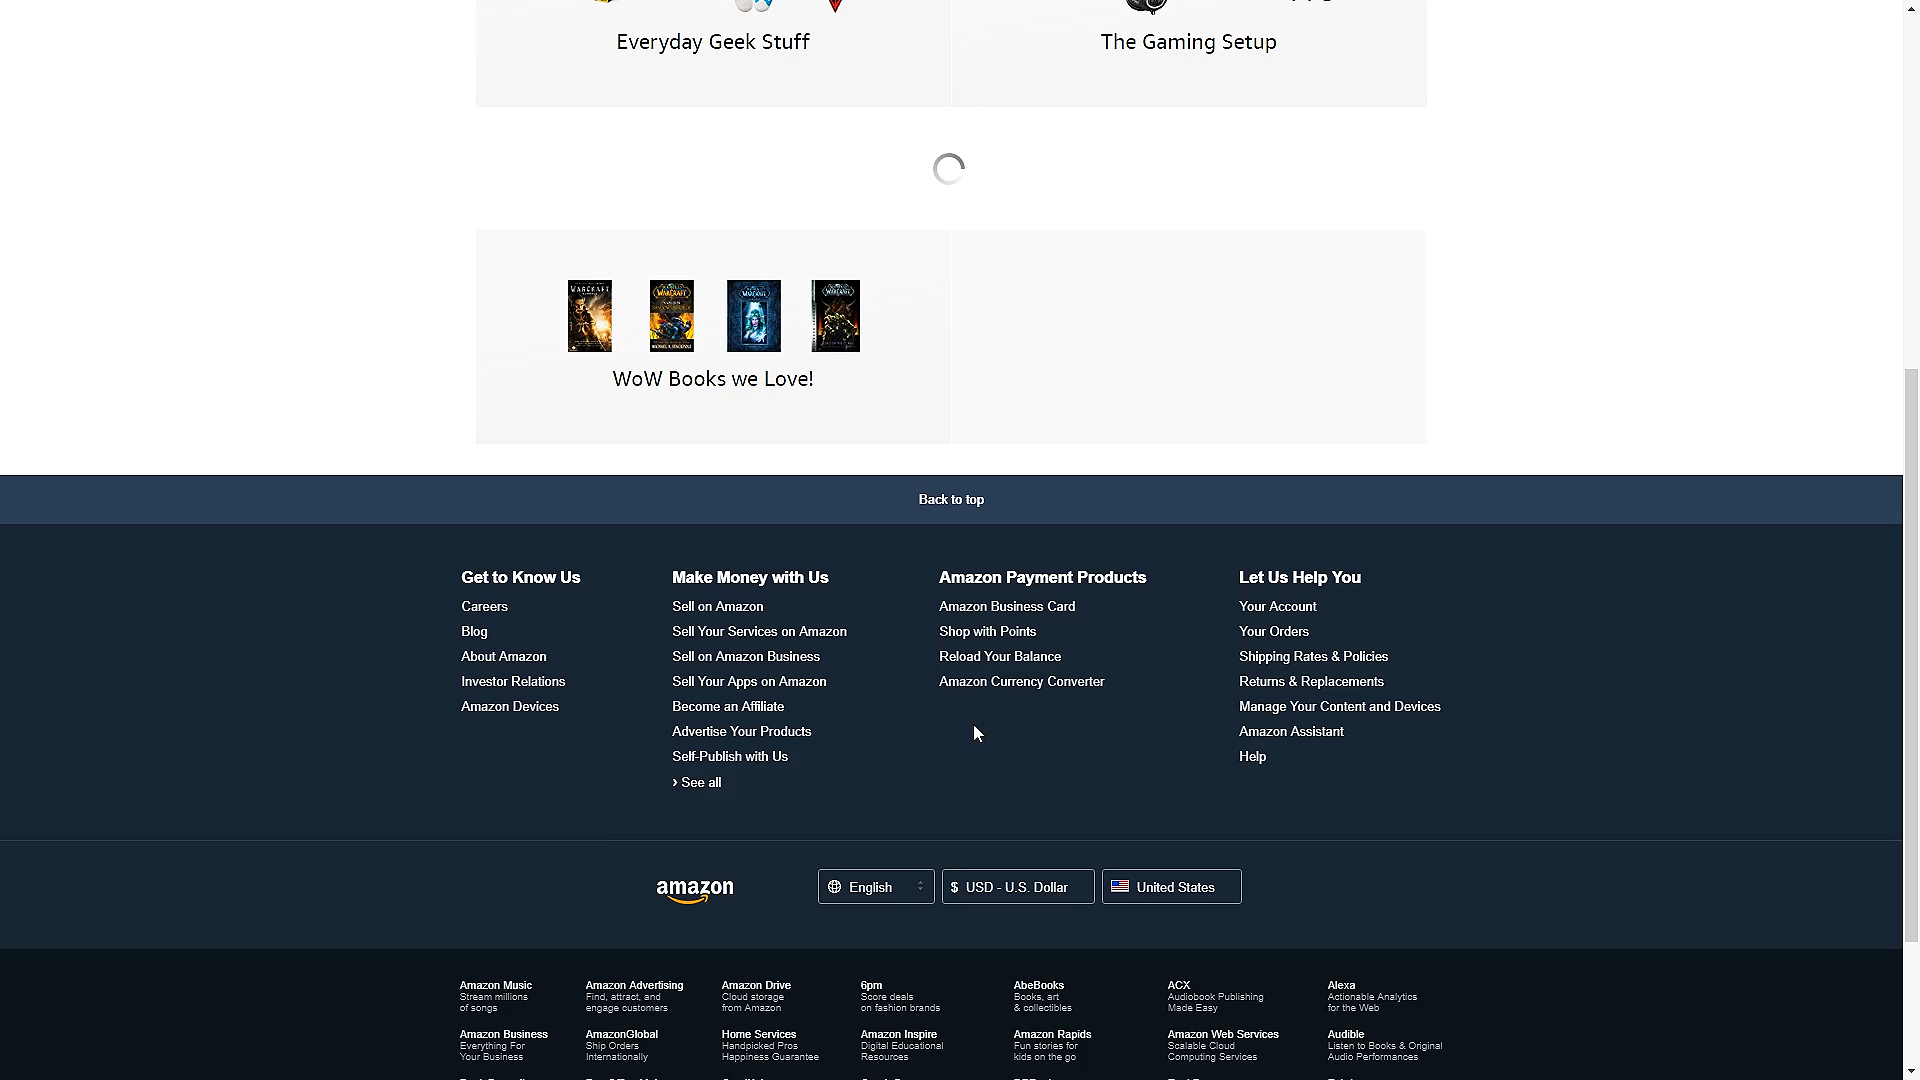 Everyday Geek Stuff
The Gaming Setup
WARCRAFT
WARCRAFT
MICHAEL A. STACKPOLE
WARCRAFT
WARCRAFT
WoW Books we Love!
Back to top
Get to Know Us
Careers
Blog
About Amazon
Investor Relations
Amazon Devices
Make Money with Us
Sell on Amazon
Sell Your Services on Amazon
Sell on Amazon Business
Sell Your Apps on Amazon
Become an Affiliate
Advertise Your Products
Self-Publish with Us
› See all
Amazon Payment Products
Amazon Business Card
Shop with Points
Reload Your Balance
Amazon Currency Converter
Let Us Help You
Your Account
Your Orders
Shipping Rates & Policies
Returns & Replacements
Manage Your Content and Devices
Amazon Assistant
Help
amazon
English
$ USD - U.S. Dollar
United States
Amazon Music
Stream millions
of songs
Amazon Advertising
Find, attract, and
engage customers
Amazon Drive
Cloud storage
from Amazon
6pm
Score deals
on fashion brands
AbeBooks
Books, art
& collectibles
ACX
Audiobook Publishing
Made Easy
Alexa
Actionable Analytics
for the Web
Amazon Business
Everything For
Your Business
AmazonGlobal
Ship Orders
Internationally
Home Services
Handpicked Pros
Happiness Guarantee
Amazon Inspire
Digital Educational
Resources
Amazon Rapids
Fun stories for
kids on the go
Amazon Web Services
Scalable Cloud
Computing Services
Audible
Listen to Books & Original
Audio Performances